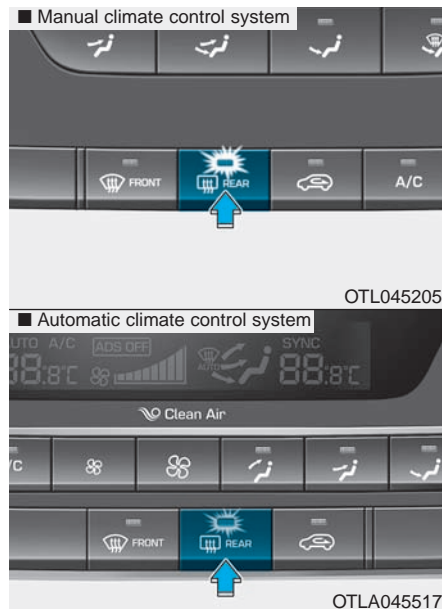 ■ Manual climate control system
FRONT REAR A/C
OTL045205
■ Automatic climate control system
AUTO A/C ADS OFF SYNC
88.8°C AUTO 88.8°C
Clean Air
/C
FRONT REAR
OTLA045517